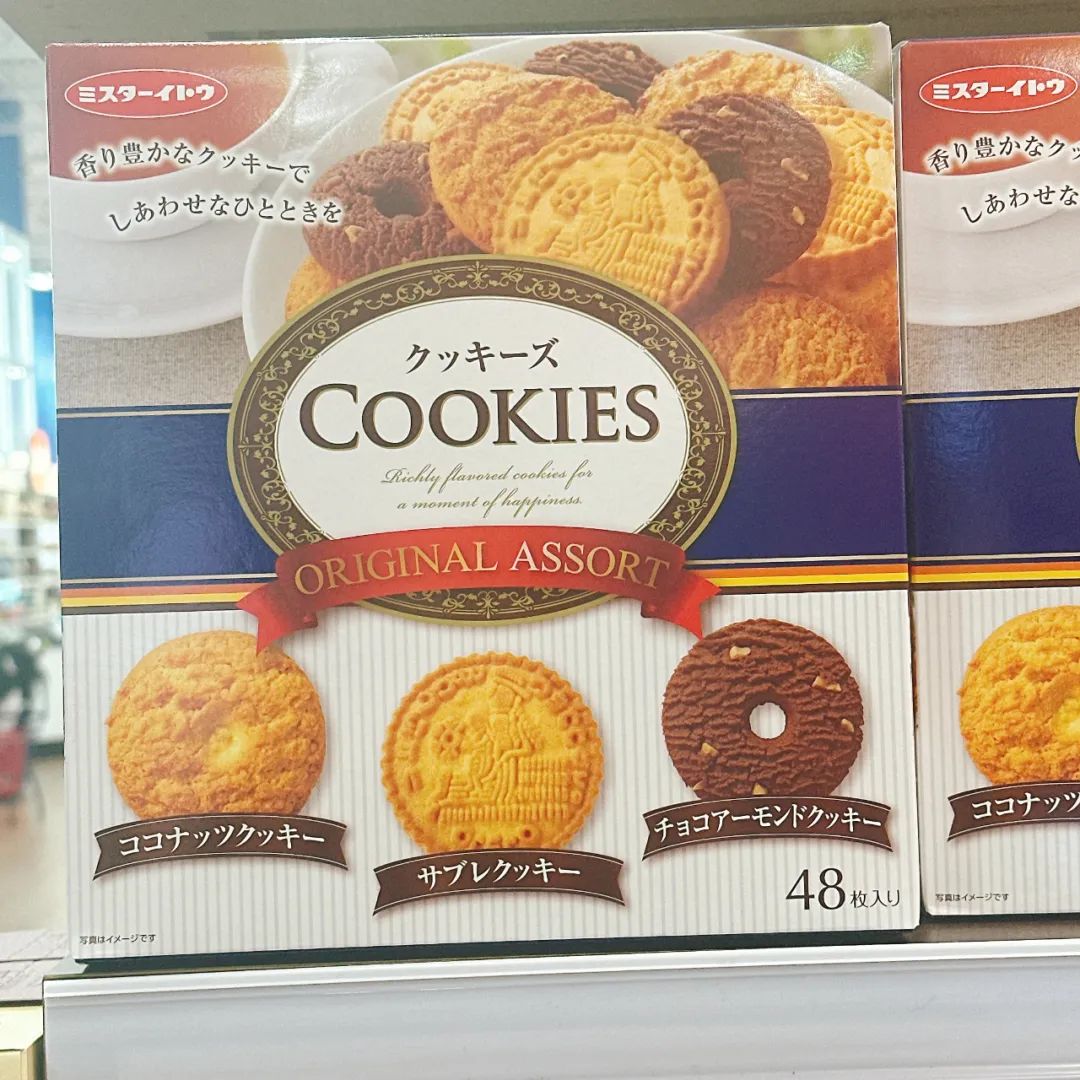 ミスターイトウ
香り豊かなクッキーで
しあわせなひとときを
クッキーズ
COOKIES
Richly flavored cookies for
a moment of happiness.
ORIGINAL ASSORT
ココナッツクッキー
サブレクッキー
チョコアーモンドクッキー
48枚入り
写真はイメージです
ミスターイトウ
香り豊かなクッ
しあわせな
ココナッツ
写真はイメージです